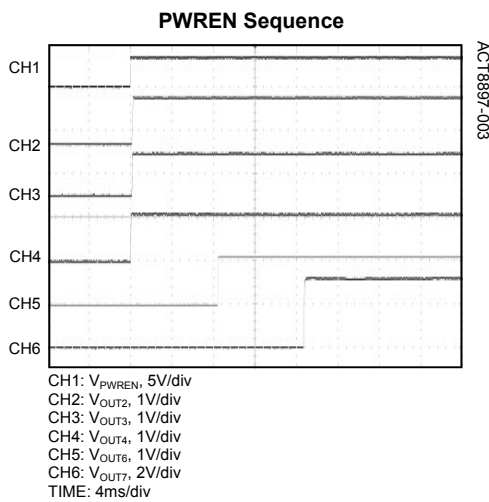 PWREN Sequence
ACT8897-003
CH1
CH2
CH3
CH4
CH5
CH6
CH1: VPWREN, 5V/div
CH2: VOUT2, 1V/div
CH3: VOUT3, 1V/div
CH4: VOUT4, 1V/div
CH5: VOUT6, 1V/div
CH6: VOUT7, 2V/div
TIME: 4ms/div